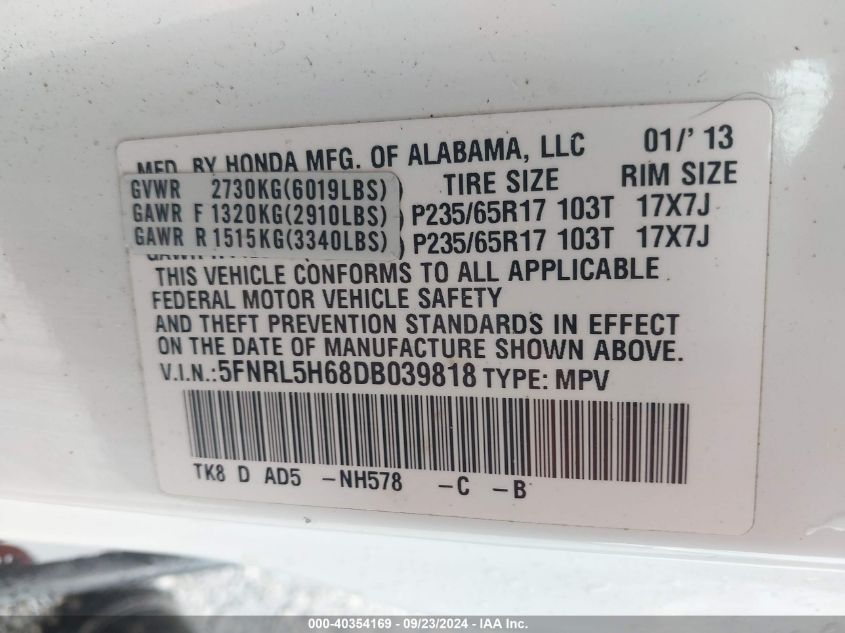 MFD. BY HONDA MFG. OF ALABAMA, LLC 01/' 13
TIRE SIZE RIM SIZE
GVWR 2730KG(6019LBS)
GAWR F 1320KG(2910LBS) P235/65R17 103T 17X7J
GAWR R 1515KG(3340LBS) P235/65R17 103T 17X7J
THIS VEHICLE CONFORMS TO ALL APPLICABLE
FEDERAL MOTOR VEHICLE SAFETY
AND THEFT PREVENTION STANDARDS IN EFFECT
ON THE DATE OF MANUFACTURE SHOWN ABOVE.
V.I.N.:5FNRL5H68DB039818 TYPE: MPV
TK8 D AD5 -NH578 -C -B
000-40354169 - 09/23/2024 - IAA Inc.